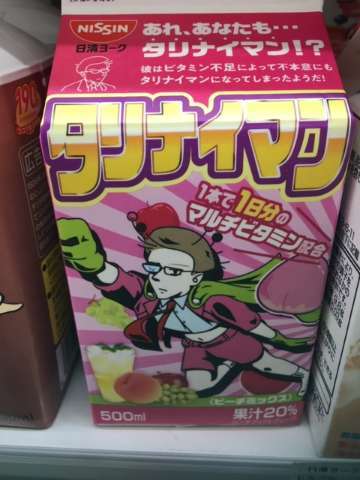 NISSIN
日清ヨーク
あれ、あなたも…
タリナイマン!?
彼はビタミン不足によって不本意にも
タリナイマンになってしまったようだ!
タリナイマン
1本で1日分の
マルチビタミン配合
〈ピーチミックス〉
500ml
果汁20%
190